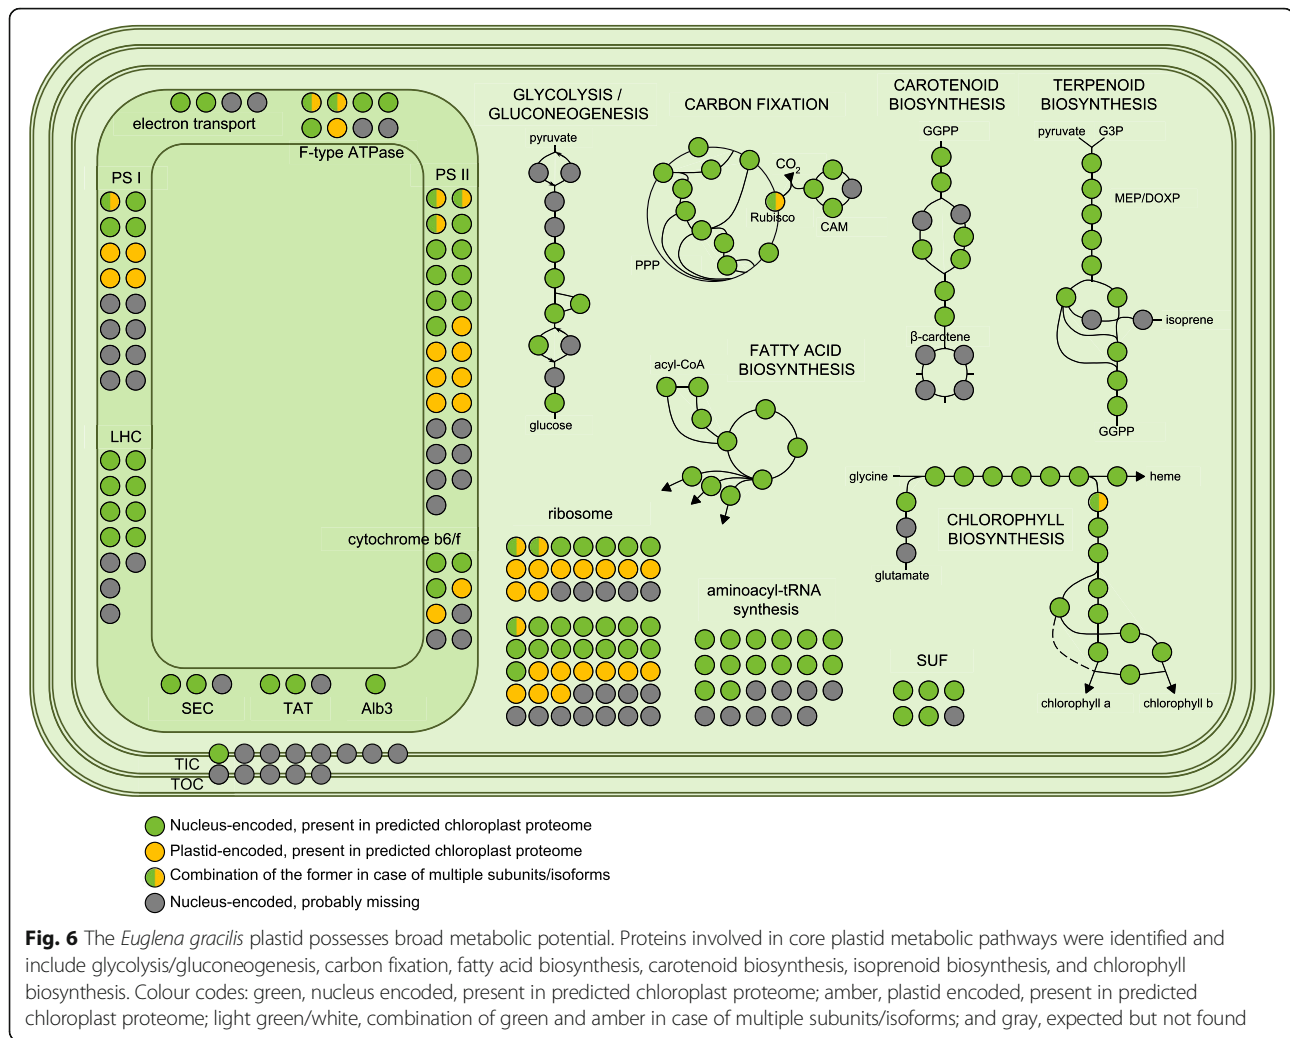 electron transport
F-type ATPase
PS I
PS II
LHC
cytochrome b6/f
SEC
TAT
Alb3
TIC
TOC
GLYCOLYSIS /
GLUCONEOGENESIS
pyruvate
glucose
CARBON FIXATION
CO2
Rubisco
CAM
PPP
CAROTENOID
BIOSYNTHESIS
GGPP
β-carotene
TERPENOID
BIOSYNTHESIS
pyruvate
G3P
MEP/DOXP
isoprene
GGPP
FATTY ACID
BIOSYNTHESIS
acyl-CoA
ribosome
aminoacyl-tRNA
synthesis
glycine
heme
CHLOROPHYLL
BIOSYNTHESIS
glutamate
chlorophyll a
chlorophyll b
SUF
Nucleus-encoded, present in predicted chloroplast proteome
Plastid-encoded, present in predicted chloroplast proteome
Combination of the former in case of multiple subunits/isoforms
Nucleus-encoded, probably missing
Fig. 6 The Euglena gracilis plastid possesses broad metabolic potential. Proteins involved in core plastid metabolic pathways were identified and
include glycolysis/gluconeogenesis, carbon fixation, fatty acid biosynthesis, carotenoid biosynthesis, isoprenoid biosynthesis, and chlorophyll
biosynthesis. Colour codes: green, nucleus encoded, present in predicted chloroplast proteome; amber, plastid encoded, present in predicted
chloroplast proteome; light green/white, combination of green and amber in case of multiple subunits/isoforms; and gray, expected but not found